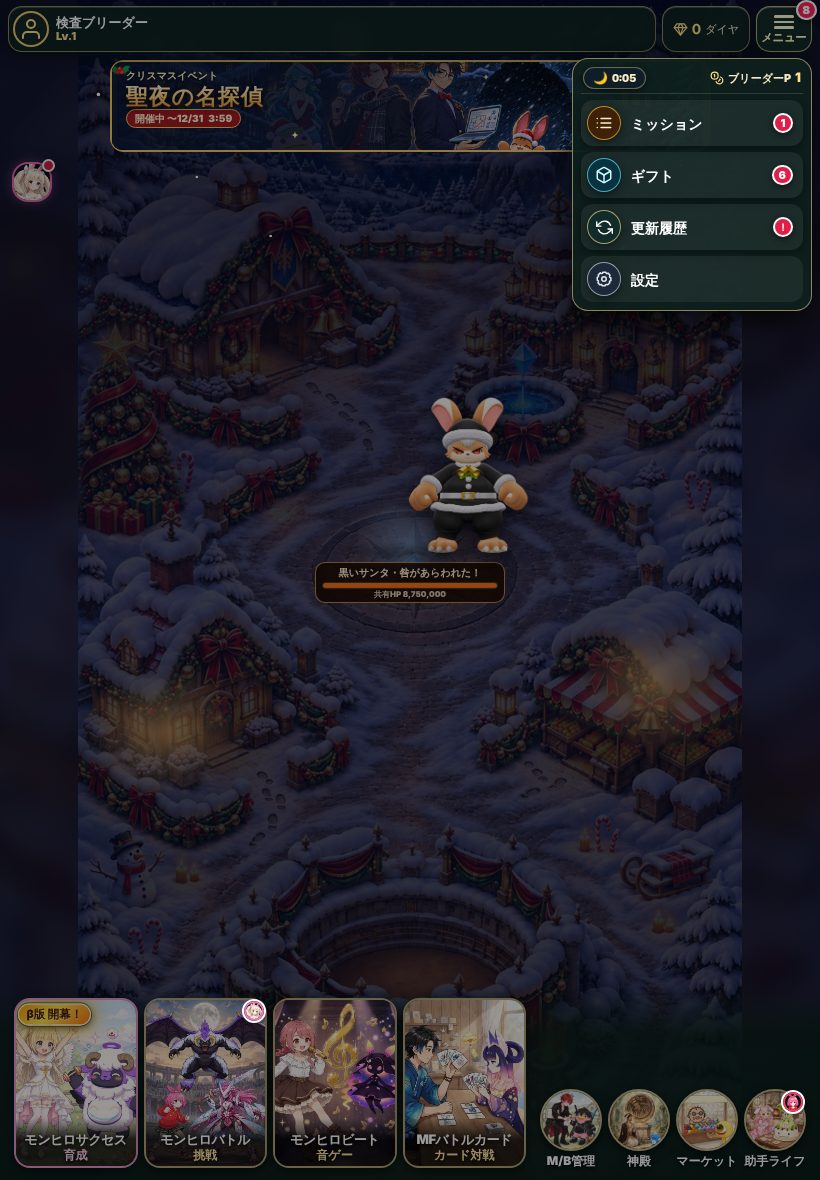 検査ブリーダー
Lv.1
0 ダイヤ
8
メニュー
クリスマスイベント
聖夜の名探偵
開催中 〜12/31 3:59
0:05
ブリーダーP 1
ミッション
1
ギフト
6
更新履歴
!
設定
黒いサンタ・咎があらわれた！
共有HP 8,750,000
β版 開幕！
モンヒロサクセス
育成
モンヒロバトル
挑戦
モンヒロビート
音ゲー
MFバトルカード
カード対戦
M/B管理
神殿
マーケット
助手ライフ